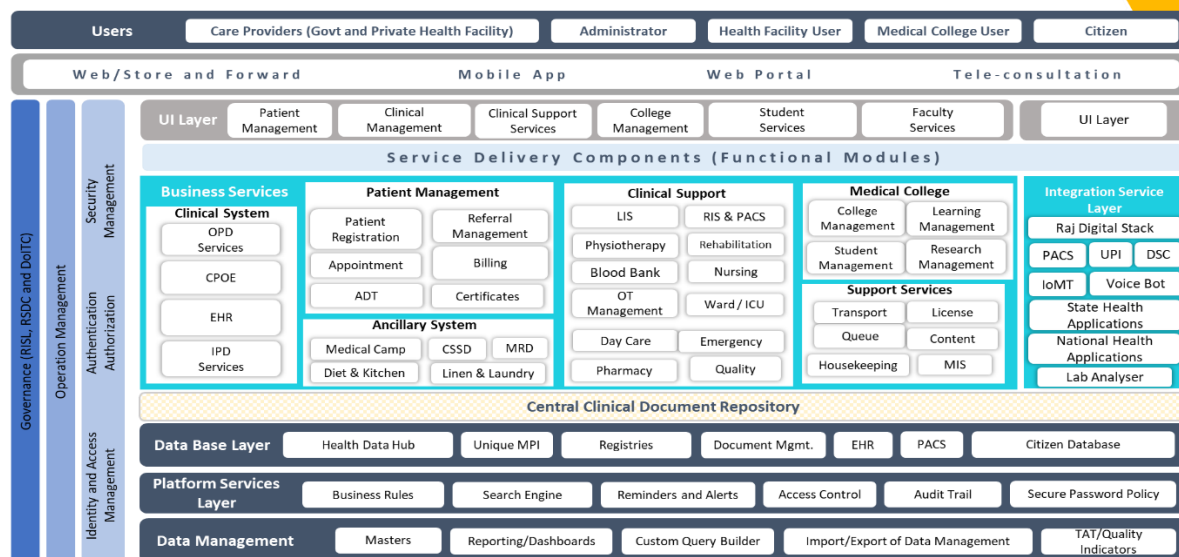 Users
Care Providers (Govt and Private Health Facility)
Administrator
Health Facility User
Medical College User
Citizen
Web/Store and Forward
Mobile App
Web Portal
Tele-consultation
Governance (RISL, RSDC and DoITC)
Operation Management
Security
Management
Authentication
Authorization
Identity and Access
Management
UI Layer
Patient
Management
Clinical
Management
Clinical Support
Services
College
Management
Student
Services
Faculty
Services
UI Layer
Service Delivery Components (Functional Modules)
Business Services
Clinical System
OPD
Services
CPOE
EHR
IPD
Services
Patient Management
Patient
Registration
Referral
Management
Appointment
Billing
ADT
Certificates
Ancillary System
Medical Camp
CSSD
MRD
Diet & Kitchen
Linen & Laundry
Clinical Support
LIS
RIS & PACS
Physiotherapy
Rehabilitation
Blood Bank
Nursing
OT
Management
Ward / ICU
Day Care
Emergency
Pharmacy
Quality
Medical College
College
Management
Learning
Management
Student
Management
Research
Management
Support Services
Transport
License
Queue
Content
Housekeeping
MIS
Integration Service
Layer
Raj Digital Stack
PACS
UPI
DSC
IoMT
Voice Bot
State Health
Applications
National Health
Applications
Lab Analyser
Central Clinical Document Repository
Data Base Layer
Health Data Hub
Unique MPI
Registries
Document Mgmt.
EHR
PACS
Citizen Database
Platform Services
Layer
Business Rules
Search Engine
Reminders and Alerts
Access Control
Audit Trail
Secure Password Policy
Data Management
Masters
Reporting/Dashboards
Custom Query Builder
Import/Export of Data Management
TAT/Quality
Indicators